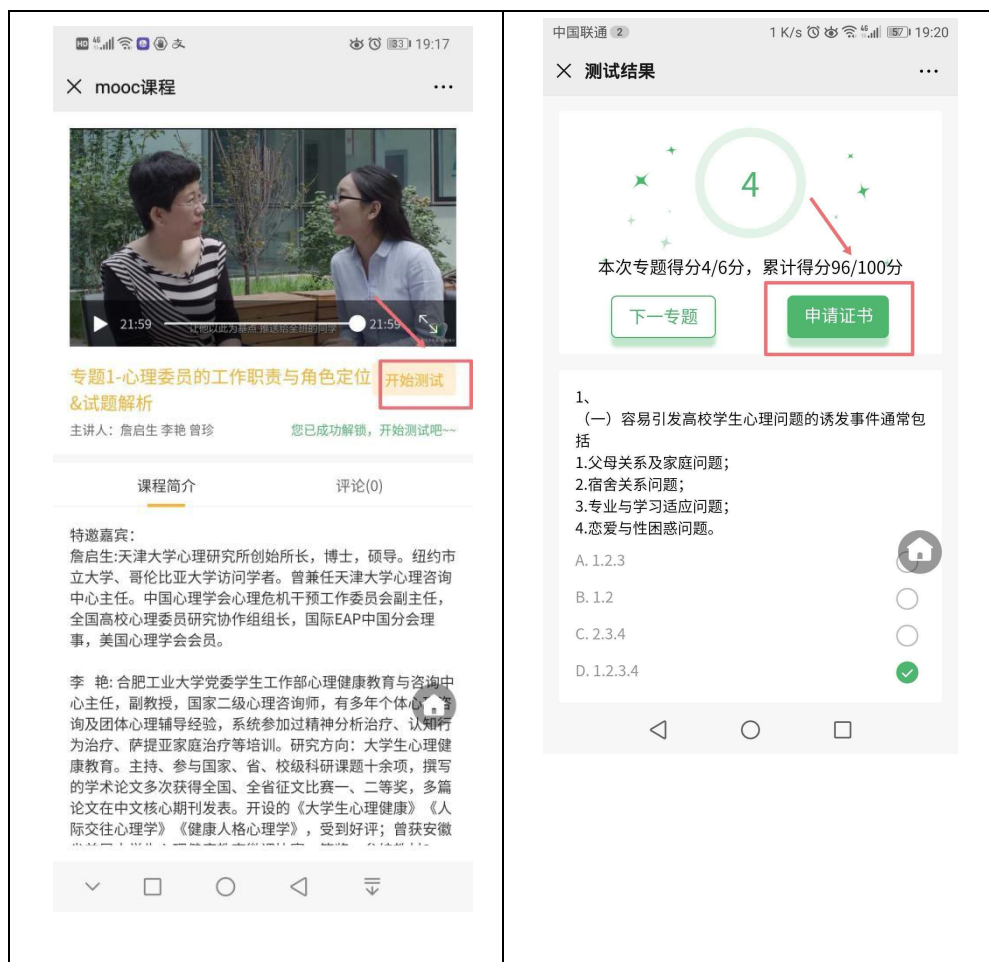 HD 46 支 83 19:17
mooc课程
21:59 让他以此为基点 推送给全班的同学 21:59
专题1-心理委员的工作职责与角色定位
&试题解析
开始测试
主讲人：詹启生 李艳 曾珍
您已成功解锁，开始测试吧~~
课程简介
评论(0)
特邀嘉宾：
詹启生:天津大学心理研究所创始所长，博士，硕导。纽约市
立大学、哥伦比亚大学访问学者。曾兼任天津大学心理咨询
中心主任。中国心理学会心理危机干预工作委员会副主任，
全国高校心理委员研究协作组组长，国际EAP中国分会理
事，美国心理学会会员。
李 艳: 合肥工业大学党委学生工作部心理健康教育与咨询中
心主任，副教授，国家二级心理咨询师，有多年个体心理咨
询及团体心理辅导经验，系统参加过精神分析治疗、认知行
为治疗、萨提亚家庭治疗等培训。研究方向：大学生心理健
康教育。主持、参与国家、省、校级科研课题十余项，撰写
的学术论文多次获得全国、全省征文比赛一、二等奖，多篇
论文在中文核心期刊发表。开设的《大学生心理健康》《人
际交往心理学》《健康人格心理学》，受到好评；曾获安徽
中国联通 2 1 K/s 46 57 19:20
测试结果
4
本次专题得分4/6分，累计得分96/100分
下一专题
申请证书
1、
（一）容易引发高校学生心理问题的诱发事件通常包
括
1.父母关系及家庭问题；
2.宿舍关系问题；
3.专业与学习适应问题；
4.恋爱与性困惑问题。
A. 1.2.3
B. 1.2
C. 2.3.4
D. 1.2.3.4